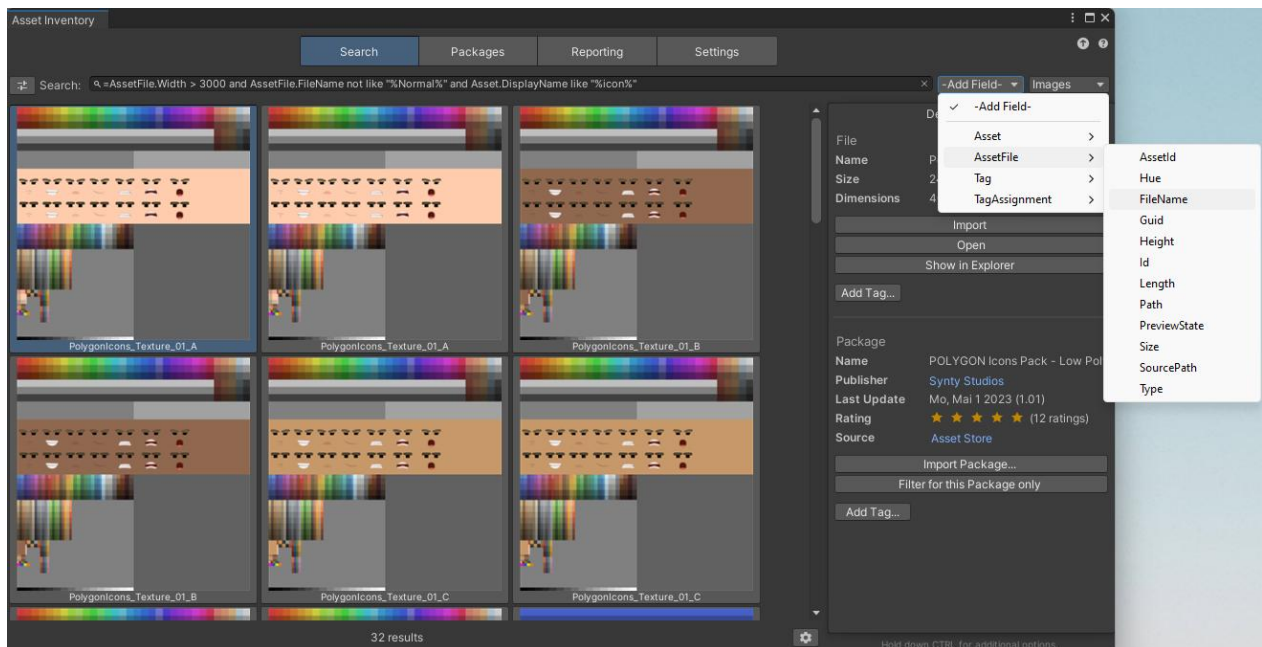 Asset Inventory
Search Packages Reporting Settings
Search: =AssetFile.Width > 3000 and AssetFile.FileName not like "%Normal%" and Asset.DisplayName like "%icon%" -Add Field- Images
-Add Field-
Asset
AssetFile
Tag
TagAssignment
AssetId
Hue
FileName
Guid
Height
Id
Length
Path
PreviewState
Size
SourcePath
Type
File
Name
Size
Dimensions 4
Import
Open
Show in Explorer
Add Tag...
Package
Name POLYGON Icons Pack - Low Pol
Publisher Synty Studios
Last Update Mo, Mai 1 2023 (1.01)
Rating (12 ratings)
Source Asset Store
Import Package...
Filter for this Package only
Add Tag...
PolygonIcons_Texture_01_A PolygonIcons_Texture_01_A PolygonIcons_Texture_01_B
PolygonIcons_Texture_01_B PolygonIcons_Texture_01_C PolygonIcons_Texture_01_C
32 results
Hold down CTRL for additional options.